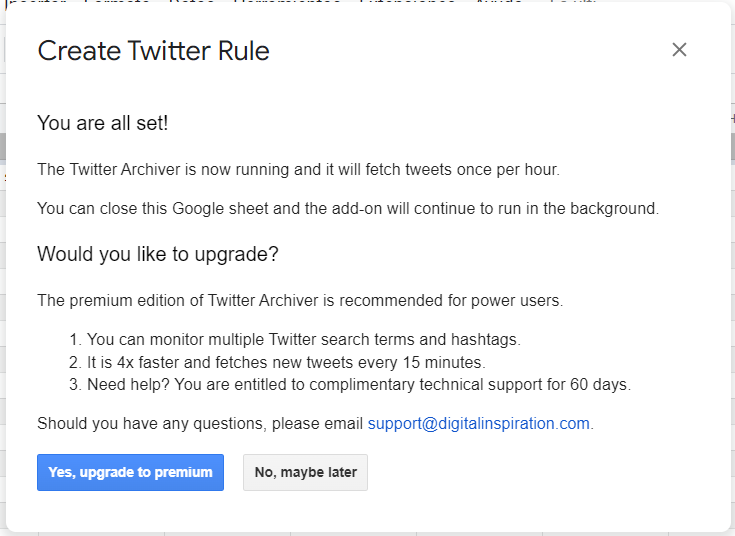 Create Twitter Rule
You are all set!
The Twitter Archiver is now running and it will fetch tweets once per hour.
You can close this Google sheet and the add-on will continue to run in the background.
Would you like to upgrade?
The premium edition of Twitter Archiver is recommended for power users.
1. You can monitor multiple Twitter search terms and hashtags.
2. It is 4x faster and fetches new tweets every 15 minutes.
3. Need help? You are entitled to complimentary technical support for 60 days.
Should you have any questions, please email support@digitalinspiration.com.
Yes, upgrade to premium No, maybe later